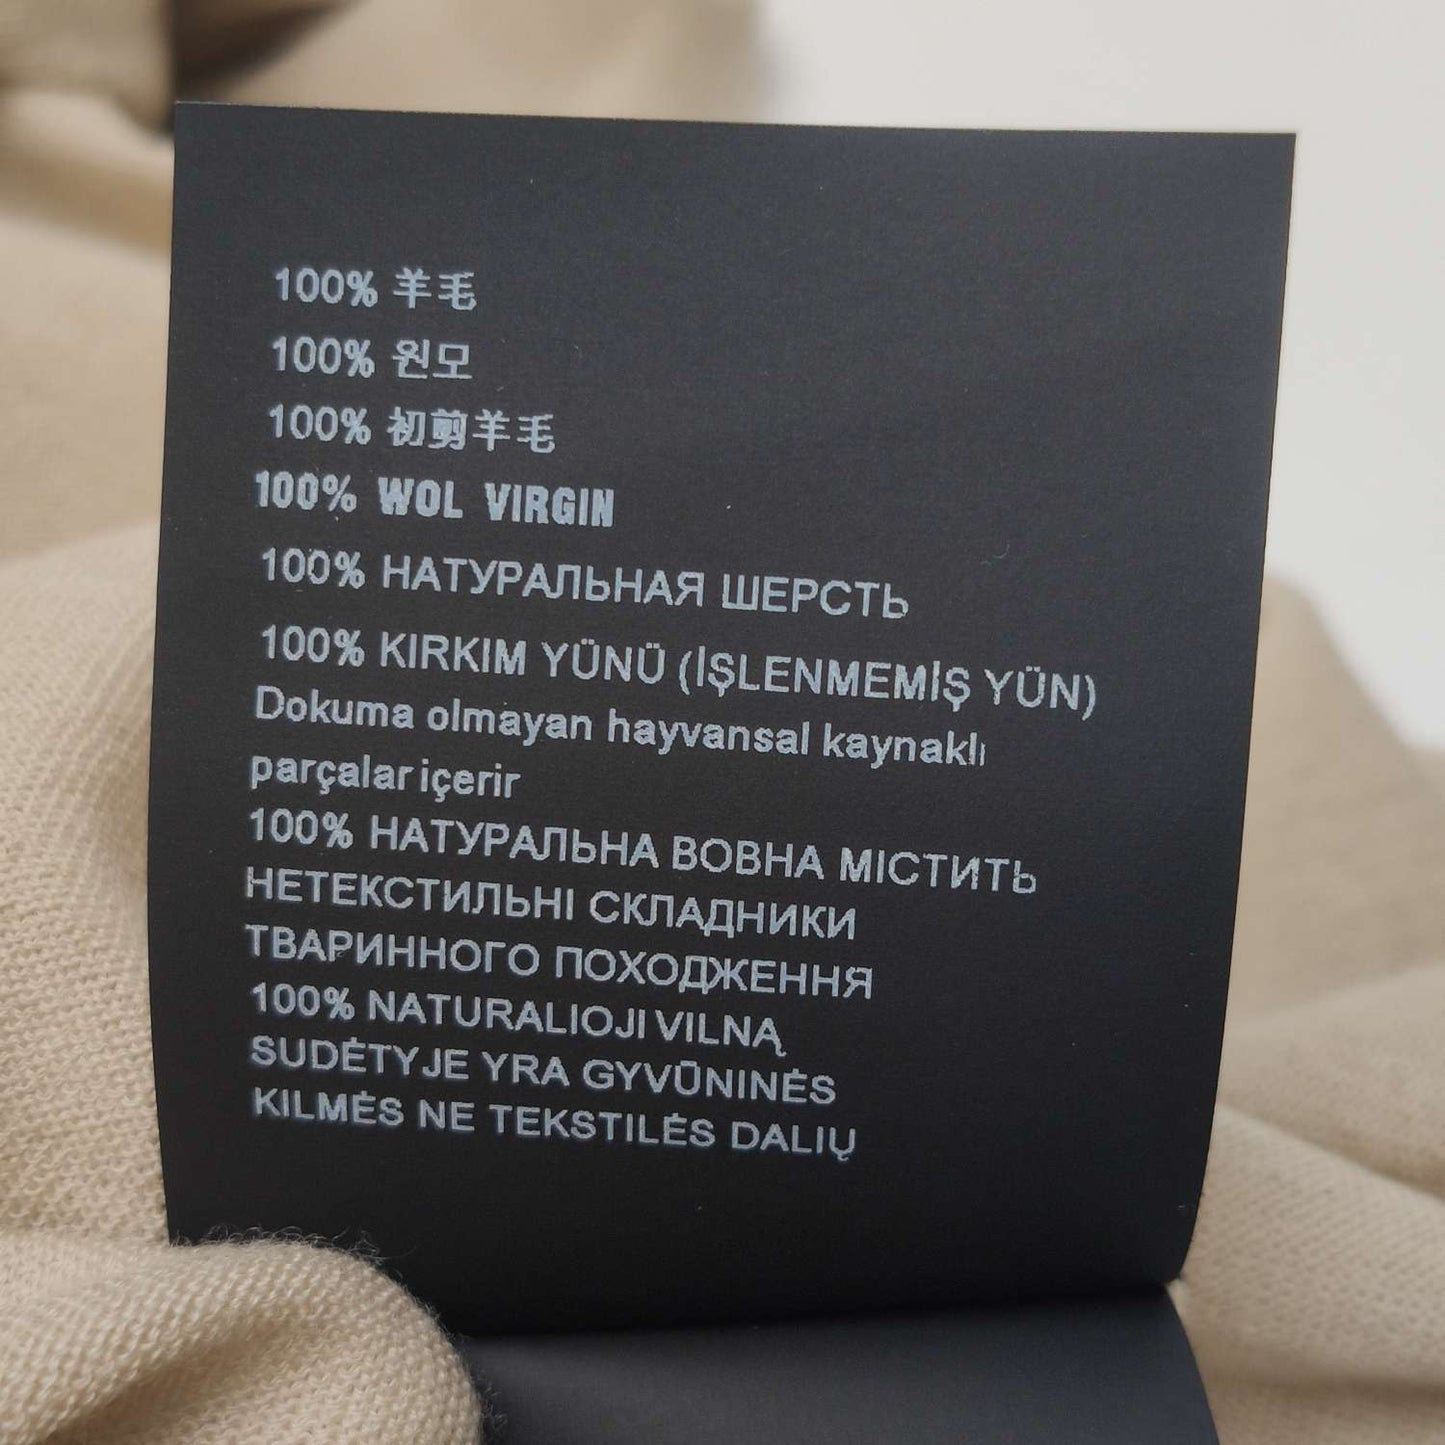 100% 羊毛
100% 원모
100% 初剪羊毛
100% WOL VIRGIN
100% НАТУРАЛЬНАЯ ШЕРСТЬ
100% KIRKIM YÜNÜ (İŞLENMEMİŞ YÜN)
Dokuma olmayan hayvansal kaynaklı
parçalar içerir
100% НАТУРАЛЬНА ВОВНА МІСТИТЬ
НЕТЕКСТИЛЬНІ СКЛАДНИКИ
ТВАРИННОГО ПОХОДЖЕННЯ
100% NATURALIOJI VILNĄ
SUDĖTYJE YRA GYVŪNINĖS
KILMĖS NE TEKSTILĖS DALIŲ